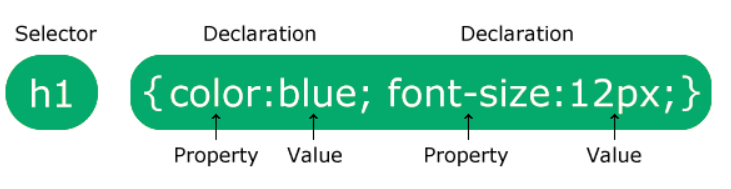 Selector Declaration Declaration
h1 {color:blue; font-size:12px;}
Property Value Property Value